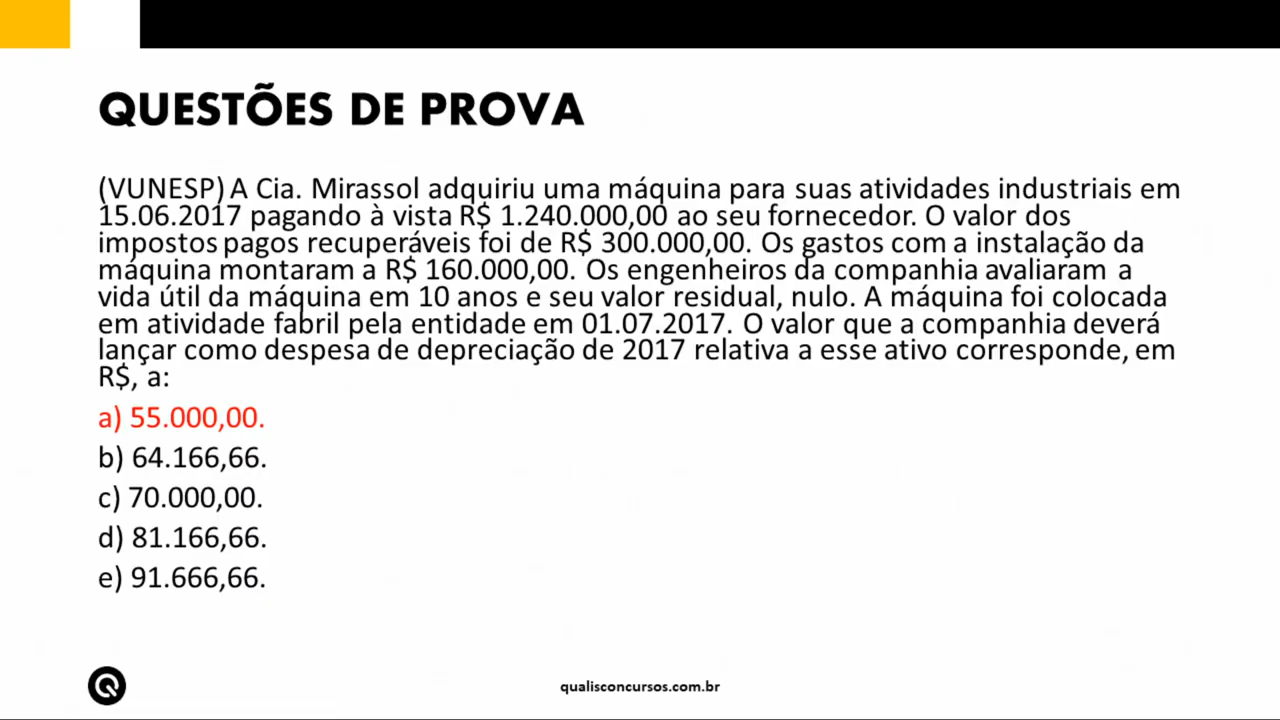 QUESTÕES DE PROVA
(VUNESP) A Cia. Mirassol adquiriu uma máquina para suas atividades industriais em
15.06.2017 pagando à vista R$ 1.240.000,00 ao seu fornecedor. O valor dos
impostos pagos recuperáveis foi de R$ 300.000,00. Os gastos com a instalação da
máquina montaram a R$ 160.000,00. Os engenheiros da companhia avaliaram a
vida útil da máquina em 10 anos e seu valor residual, nulo. A máquina foi colocada
em atividade fabril pela entidade em 01.07.2017. O valor que a companhia deverá
lançar como despesa de depreciação de 2017 relativa a esse ativo corresponde, em
R$, a:
a) 55.000,00.
b) 64.166,66.
c) 70.000,00.
d) 81.166,66.
e) 91.666,66.
qualisconcursos.com.br